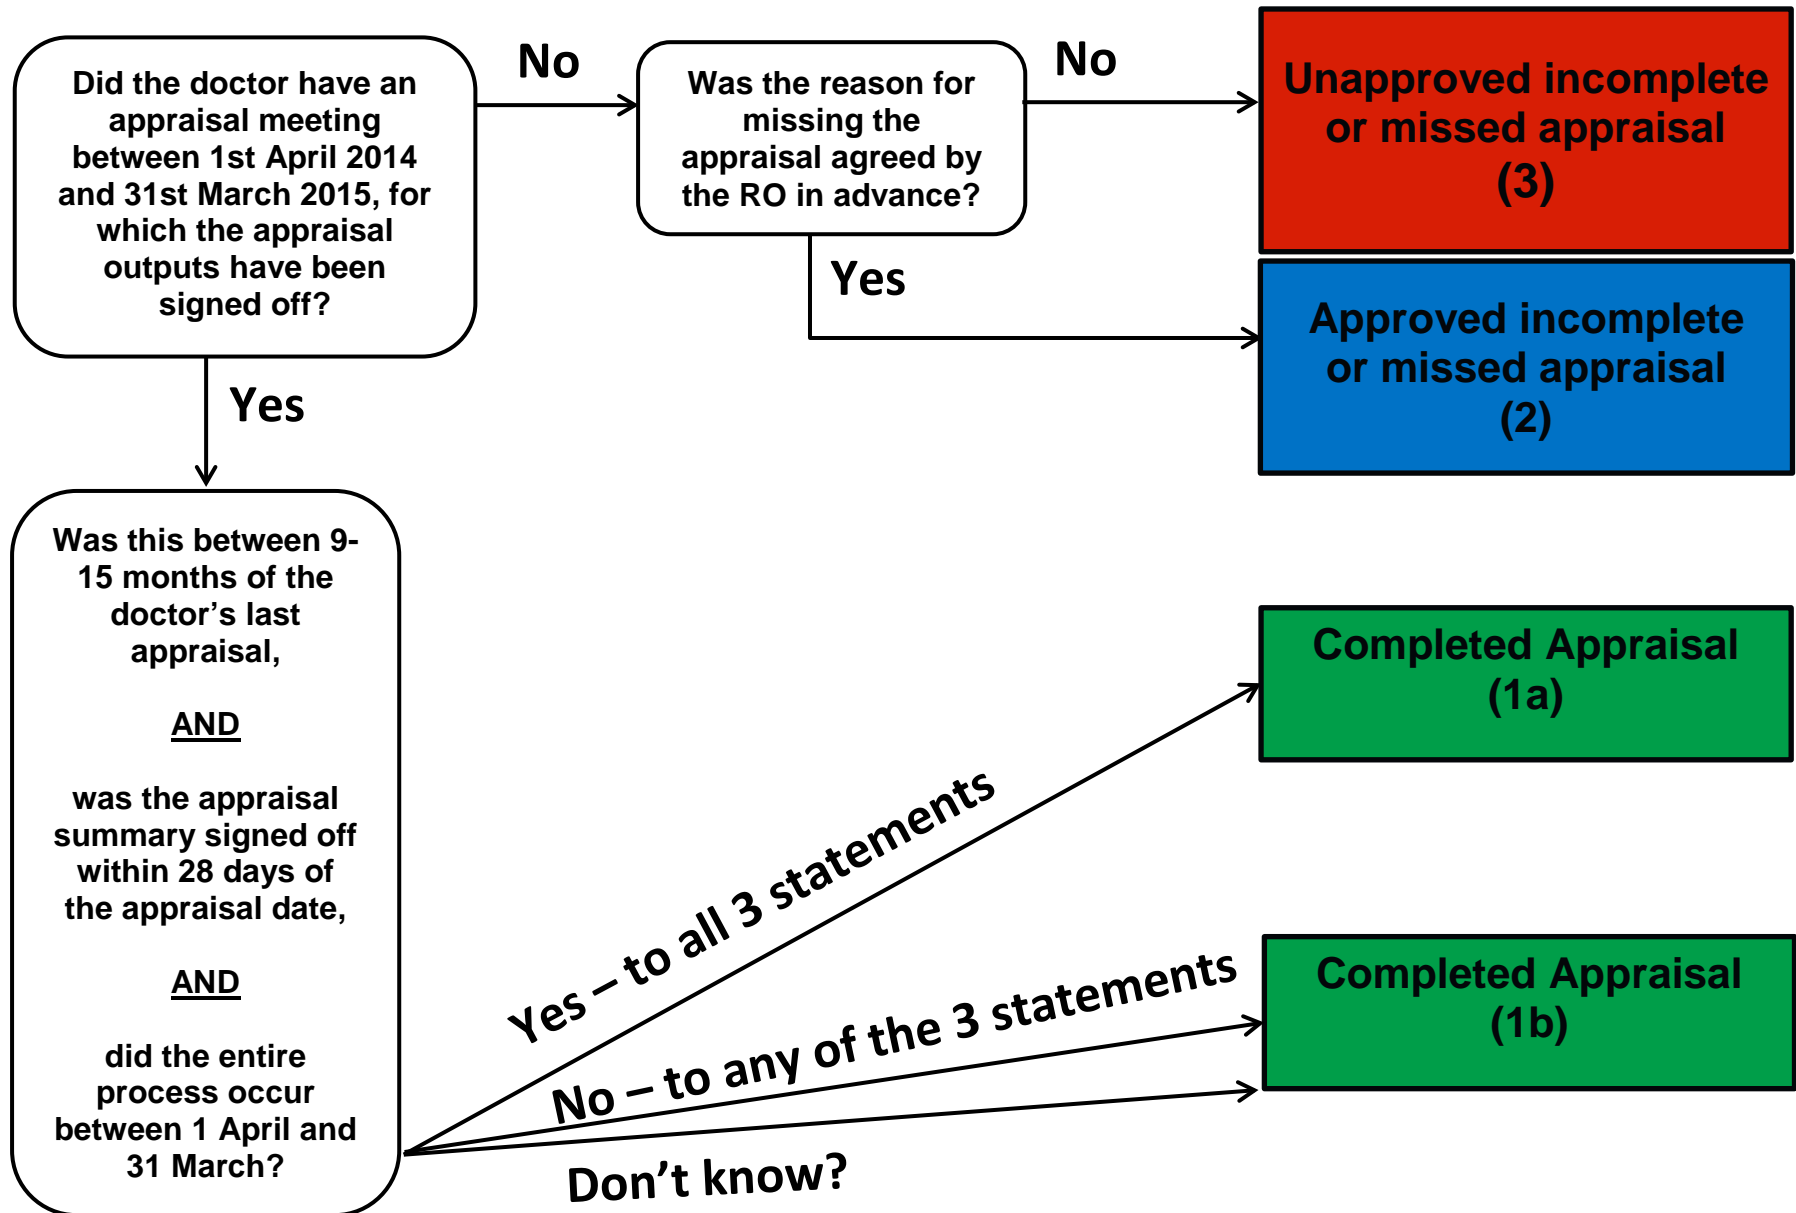 Did the doctor have an
appraisal meeting
between 1st April 2014
and 31st March 2015, for
which the appraisal
outputs have been
signed off?
No
Was the reason for
missing the
appraisal agreed by
the RO in advance?
No
Unapproved incomplete
or missed appraisal
(3)
Yes
Approved incomplete
or missed appraisal
(2)
Yes
Was this between 9-
15 months of the
doctor’s last
appraisal,
AND
was the appraisal
summary signed off
within 28 days of
the appraisal date,
AND
did the entire
process occur
between 1 April and
31 March?
Yes – to all 3 statements
Completed Appraisal
(1a)
No – to any of the 3 statements
Don’t know?
Completed Appraisal
(1b)